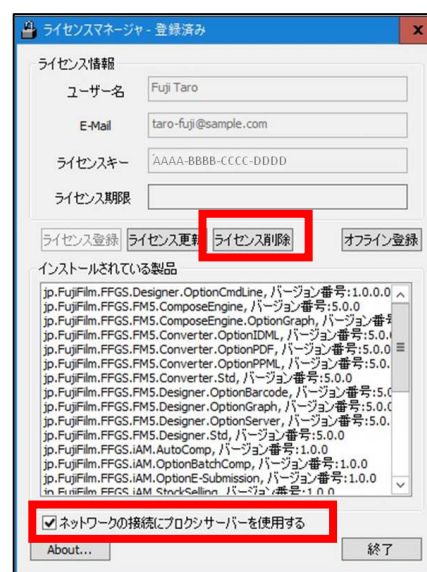 ライセンスマネージャ - 登録済み
x
ライセンス情報
ユーザー名
Fuji Taro
E-Mail
taro-fuji@sample.com
ライセンスキー
AAAA-BBBB-CCCC-DDDD
ライセンス期限
ライセンス登録 ライセンス更新 ライセンス削除 オフライン登録
インストールされている製品
jp.FujiFilm.FFGS.Designer.OptionCmdLine, バージョン番号:1.0.0.0
jp.FujiFilm.FFGS.FM5.ComposeEngine, バージョン番号:5.0.0
jp.FujiFilm.FFGS.FM5.ComposeEngine.OptionGraph, バージョン番号
jp.FujiFilm.FFGS.FM5.Converter.OptionIDML, バージョン番号:5.0.
jp.FujiFilm.FFGS.FM5.Converter.OptionPDF, バージョン番号:5.0.0
jp.FujiFilm.FFGS.FM5.Converter.OptionPPML, バージョン番号:5.0.
jp.FujiFilm.FFGS.FM5.Converter.Std, バージョン番号:5.0.0
jp.FujiFilm.FFGS.FM5.Designer.OptionBarcode, バージョン番号:5.0
jp.FujiFilm.FFGS.FM5.Designer.OptionGraph, バージョン番号:5.0.0
jp.FujiFilm.FFGS.FM5.Designer.OptionServer, バージョン番号:5.0.
jp.FujiFilm.FFGS.FM5.Designer.Std, バージョン番号:5.0.0
jp.FujiFilm.FFGS.iAM.AutoComp, バージョン番号:1.0.0
jp.FujiFilm.FFGS.iAM.OptionBatchComp, バージョン番号:1.0.0
jp.FujiFilm.FFGS.iAM.OptionE-Submission, バージョン番号:1.0.0
jp.FujiFilm.FFGS.iAM.StockSelling, バージョン番号:1.0.0
ネットワークの接続にプロクシサーバーを使用する
About... 終了